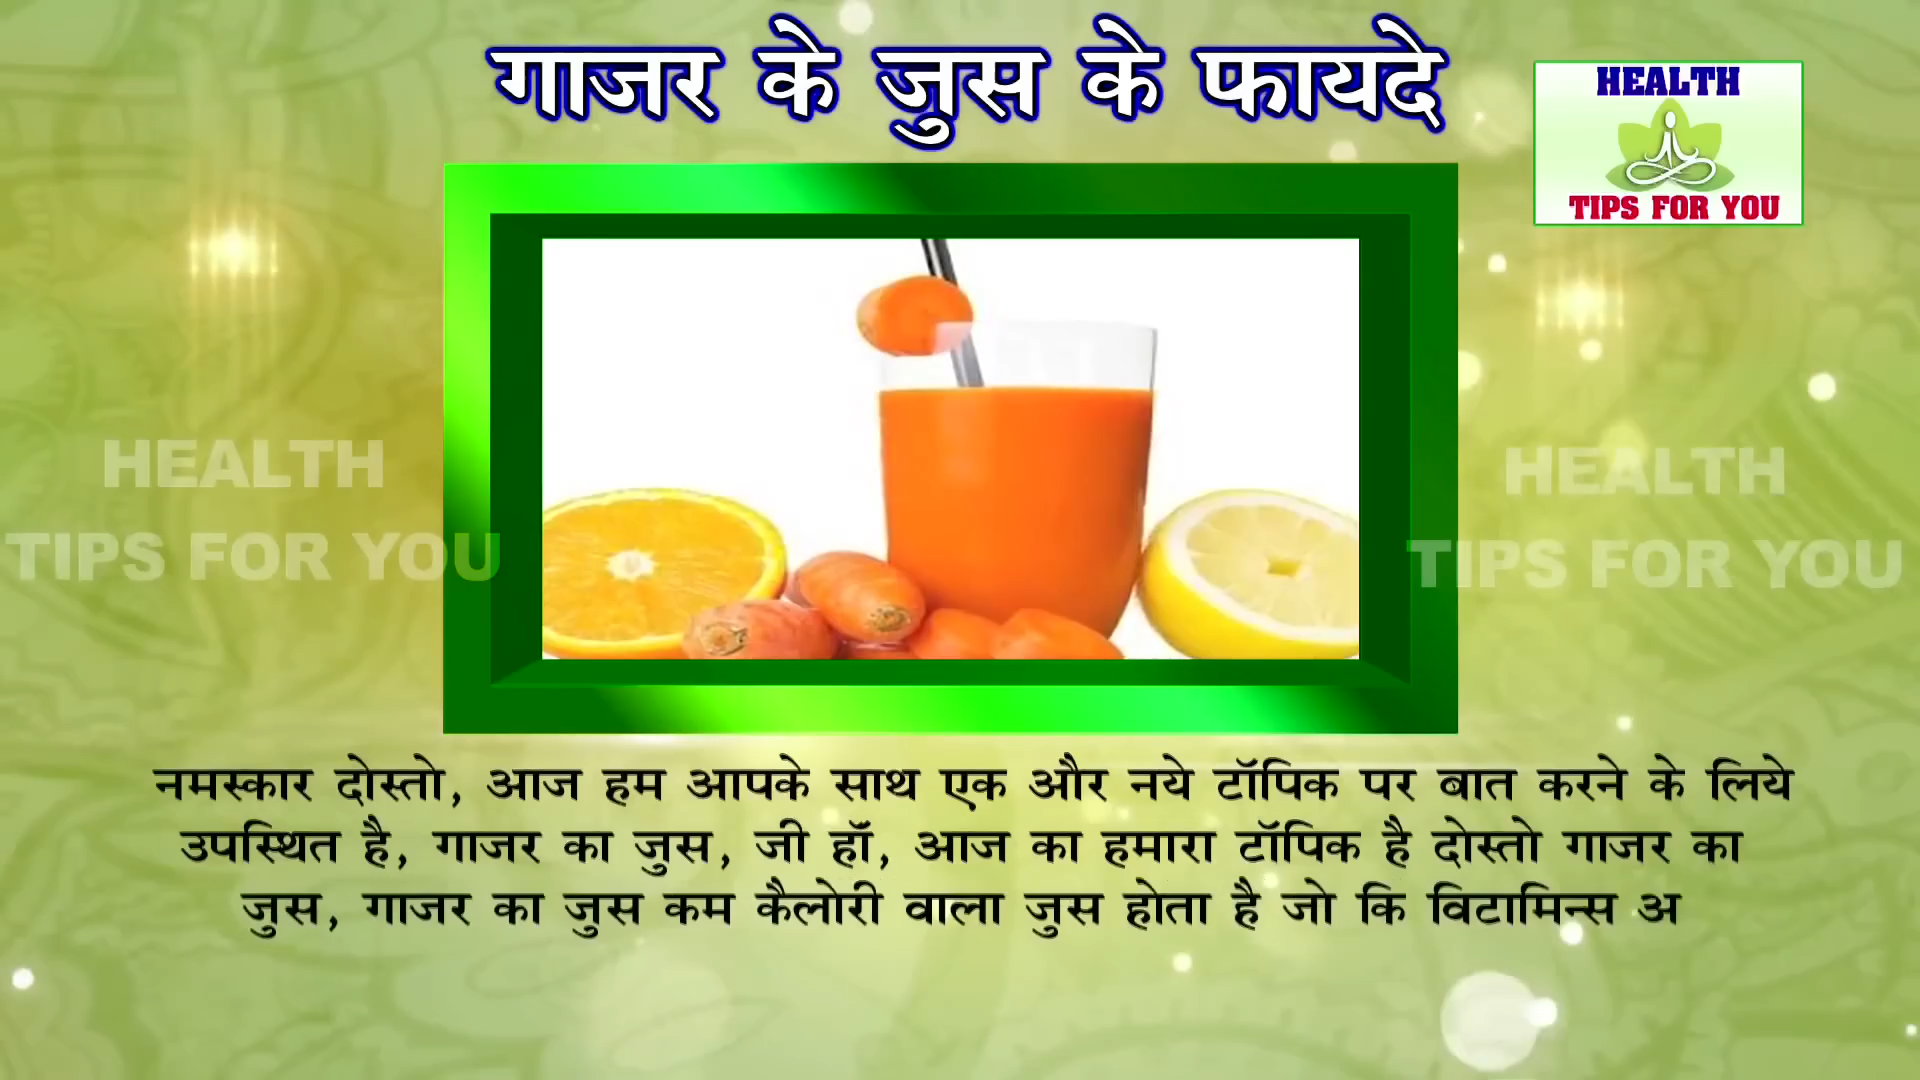 गाजर के जुस के फायदे
HEALTH
TIPS FOR YOU
HEALTH
TIPS FOR YOU
HEALTH
TIPS FOR YOU
नमस्कार दोस्तो, आज हम आपके साथ एक और नये टॉपिक पर बात करने के लिये
उपस्थित है, गाजर का जुस, जी हॉं, आज का हमारा टॉपिक है दोस्तो गाजर का
जुस, गाजर का जुस कम कैलोरी वाला जुस होता है जो कि विटामिन्स अ